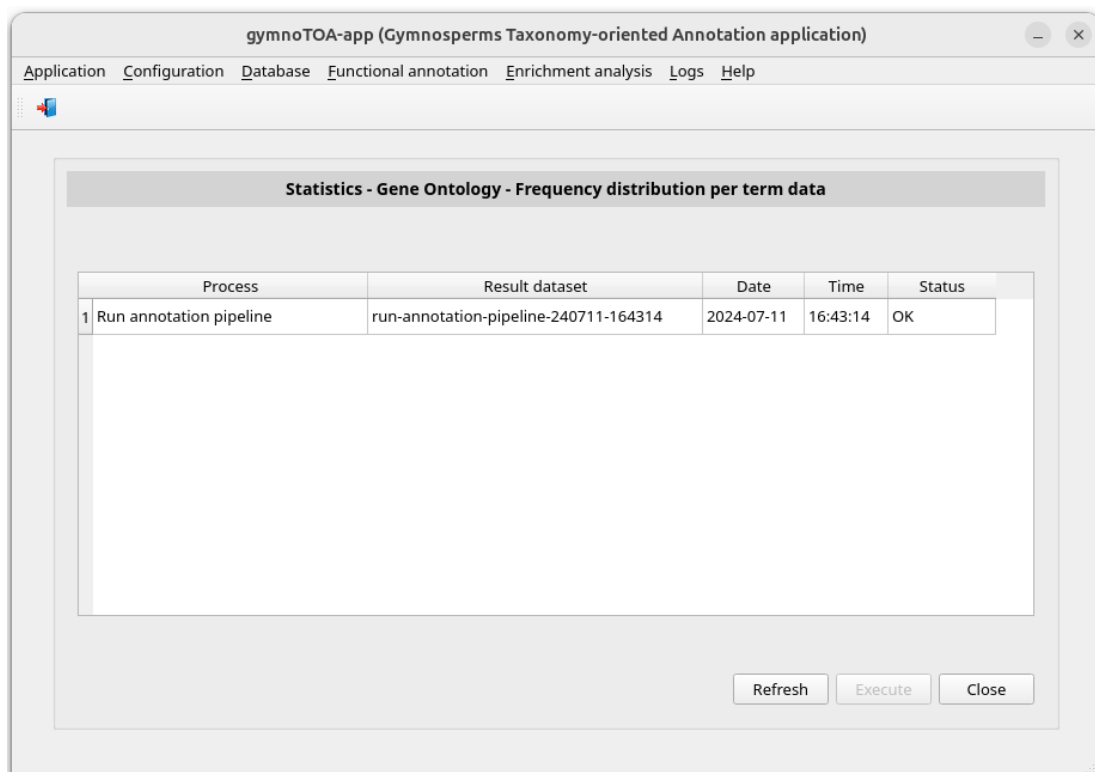 gymnoTOA-app (Gymnosperms Taxonomy-oriented Annotation application)
Application Configuration Database Functional annotation Enrichment analysis Logs Help
Statistics - Gene Ontology - Frequency distribution per term data
Process Result dataset Date Time Status
1 Run annotation pipeline run-annotation-pipeline-240711-164314 2024-07-11 16:43:14 OK
Refresh Execute Close